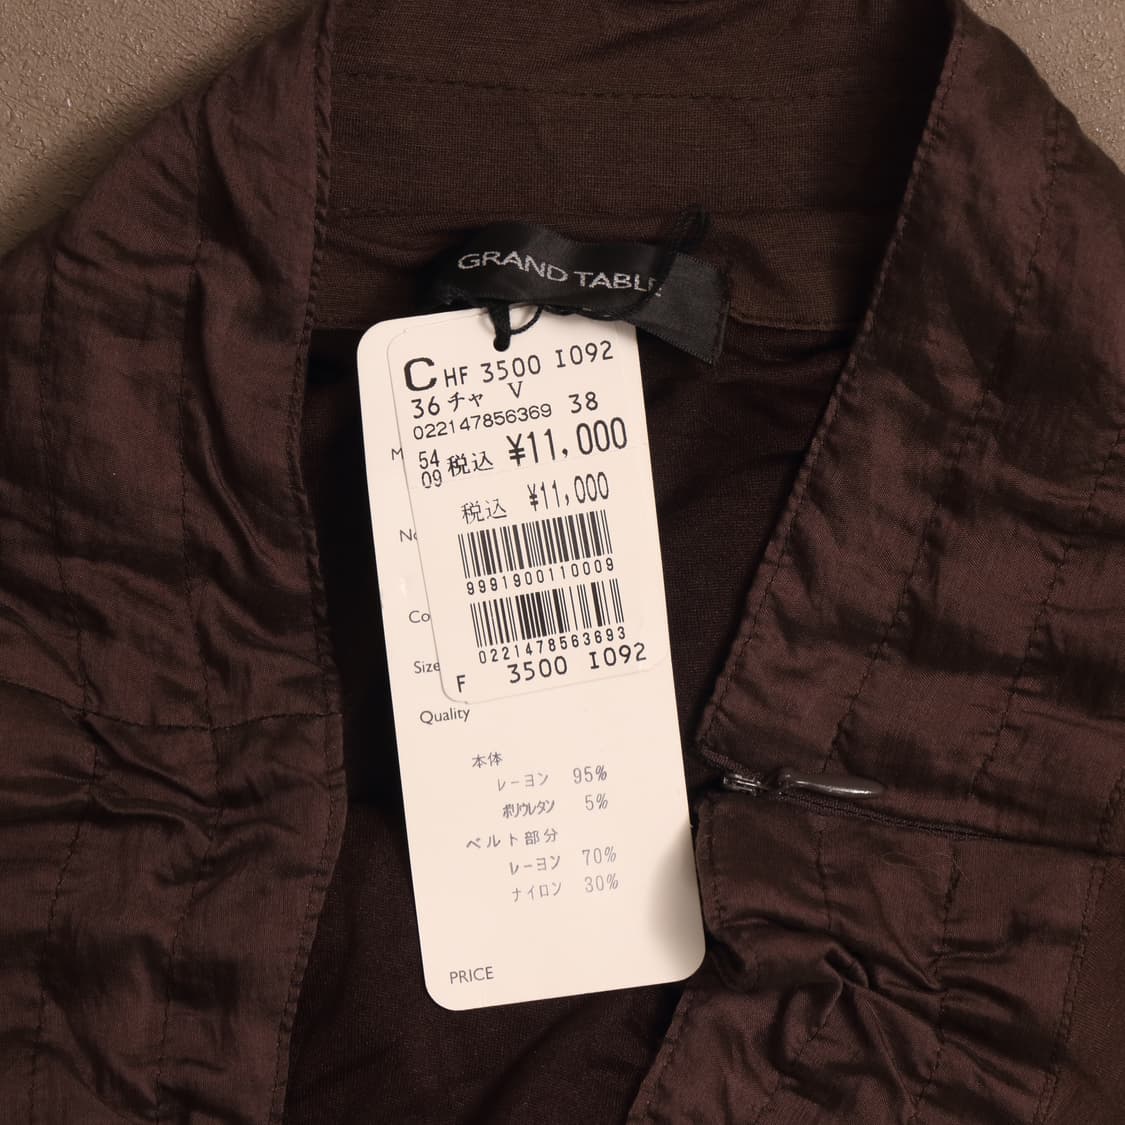 GRAND TABLE
C HF 3500 I092
36 チャ V
022147856369 38
54
09 税込 ¥11,000
税込 ¥11,000
9991900110009
0221478563693
F 3500 I092
Size
Quality
本体
レーヨン 95%
ポリウレタン 5%
ベルト部分
レーヨン 70%
ナイロン 30%
PRICE